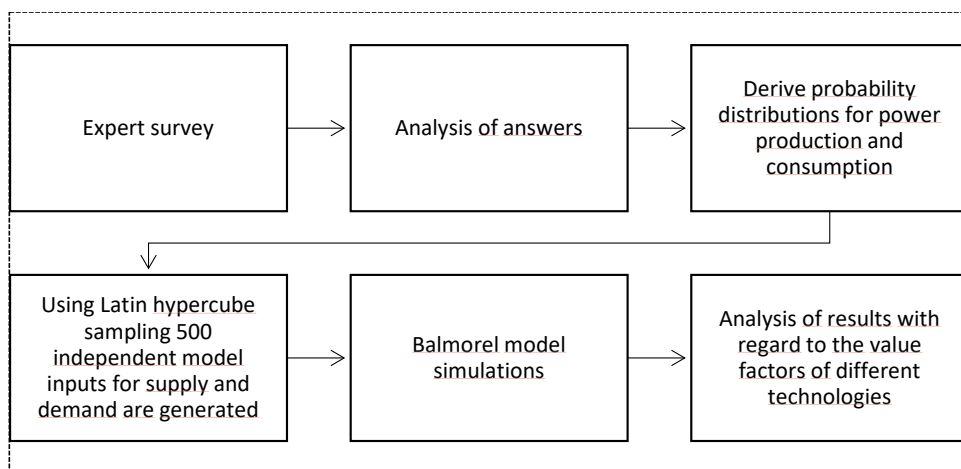 Expert survey
Analysis of answers
Derive probability
distributions for power
production and
consumption
Using Latin hypercube
sampling 500
independent model
inputs for supply and
demand are generated
Balmorel model
simulations
Analysis of results with
regard to the value
factors of different
technologies